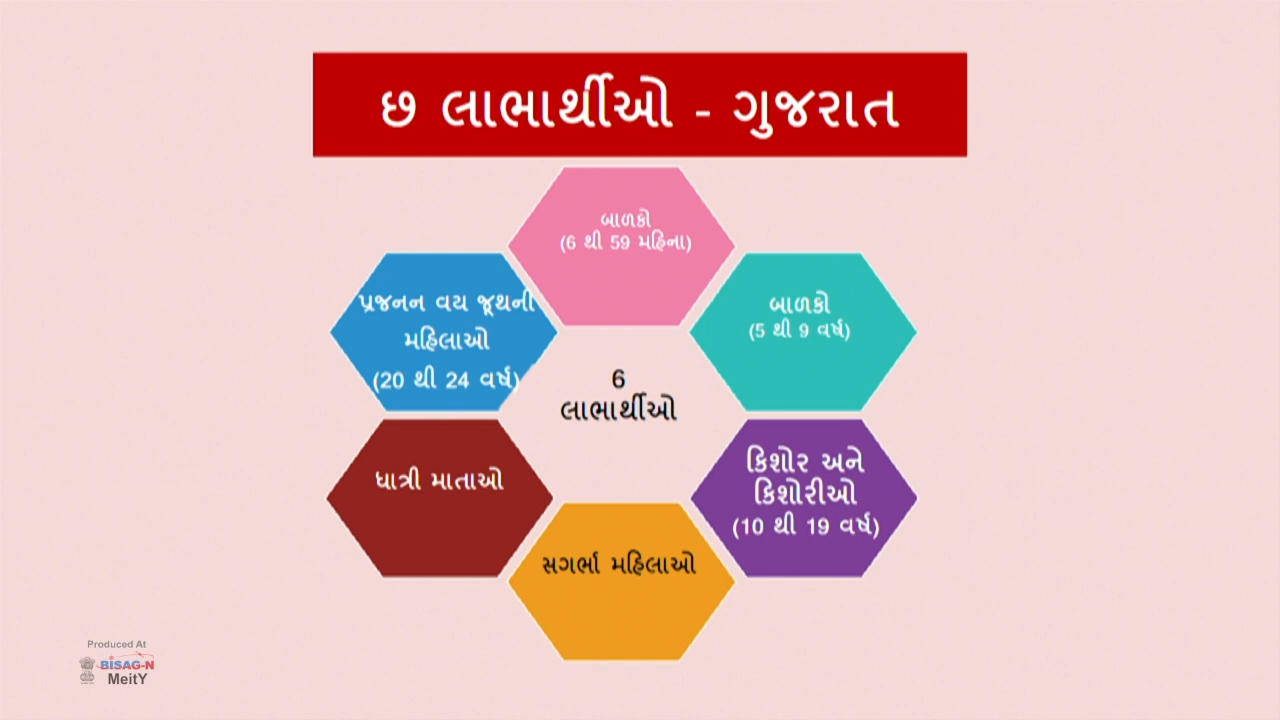 છ લાભાર્થીઓ - ગુજરાત
બાળકો
(6 થી 59 મહિના)
બાળકો
(5 થી 9 વર્ષ)
કિશોર અને
કિશોરીઓ
(10 થી 19 વર્ષ)
સગર્ભા મહિલાઓ
ધાત્રી માતાઓ
પ્રજનન વય જૂથની
મહિલાઓ
(20 થી 24 વર્ષ)
6
લાભાર્થીઓ
Produced At
BISAG-N
MeitY